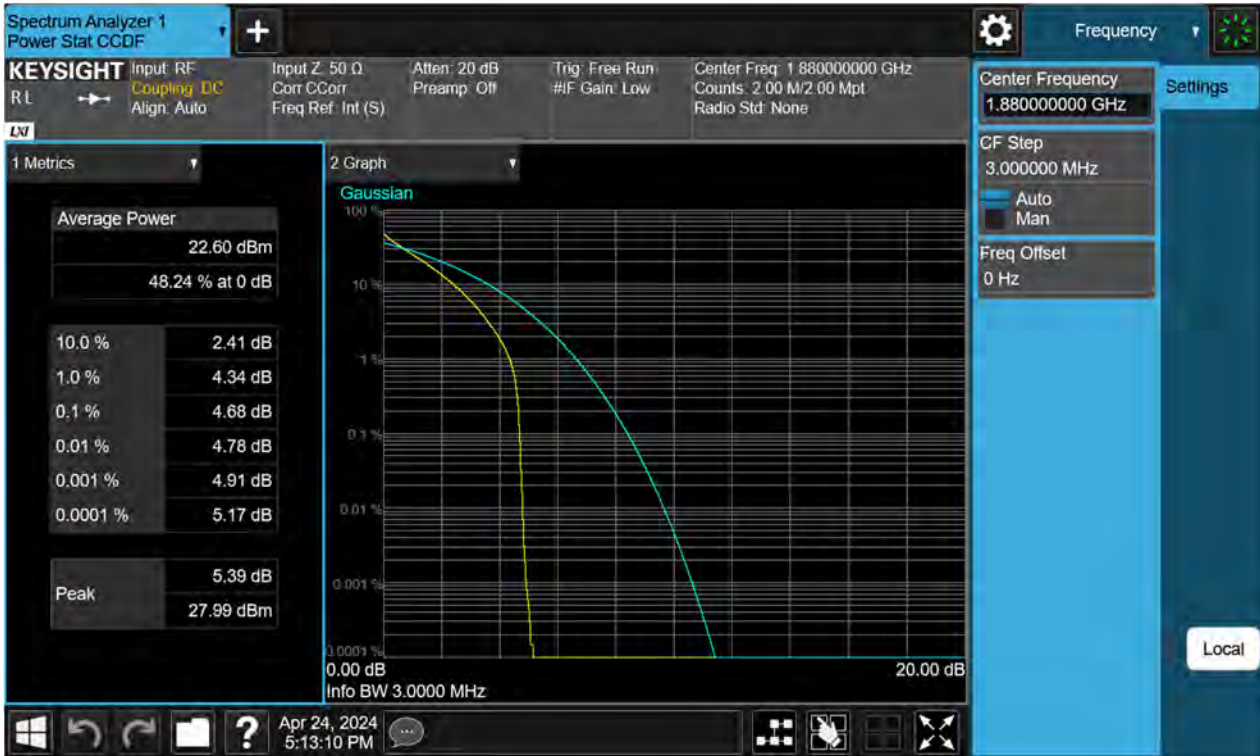 Spectrum Analyzer 1
Power Stat CCDF
+
Frequency
KEYSIGHT
R L
LXI
Input: RF
Coupling: DC
Align: Auto
Input Z: 50 Ω
Corr CCorr
Freq Ref: Int (S)
Atten: 20 dB
Preamp: Off
Trig: Free Run
#IF Gain: Low
Center Freq: 1.880000000 GHz
Counts: 2.00 M/2.00 Mpt
Radio Std: None
Center Frequency
1.880000000 GHz
Settings
CF Step
3.000000 MHz
Auto
Man
Freq Offset
0 Hz
1 Metrics
Average Power
22.60 dBm
48.24 % at 0 dB
10.0 % 2.41 dB
1.0 % 4.34 dB
0.1 % 4.68 dB
0.01 % 4.78 dB
0.001 % 4.91 dB
0.0001 % 5.17 dB
Peak
5.39 dB
27.99 dBm
2 Graph
Gaussian
100 %
10 %
1 %
0.1 %
0.01 %
0.001 %
0.0001 %
0.00 dB 20.00 dB
Info BW 3.0000 MHz
Local
?
Apr 24, 2024
5:13:10 PM